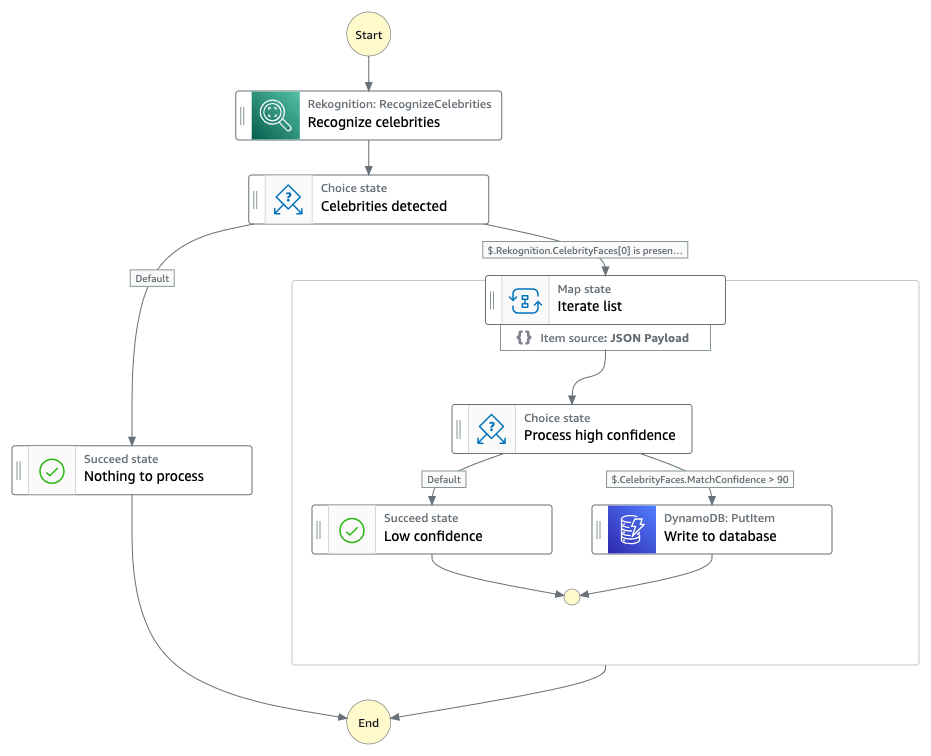 Start
Rekognition: RecognizeCelebrities
Recognize celebrities
Choice state
Celebrities detected
$.Rekognition.CelebrityFaces[0] is presen...
Default
Map state
Iterate list
{} Item source: JSON Payload
Choice state
Process high confidence
Succeed state
Nothing to process
Default
$.CelebrityFaces.MatchConfidence > 90
Succeed state
Low confidence
DynamoDB: PutItem
Write to database
End